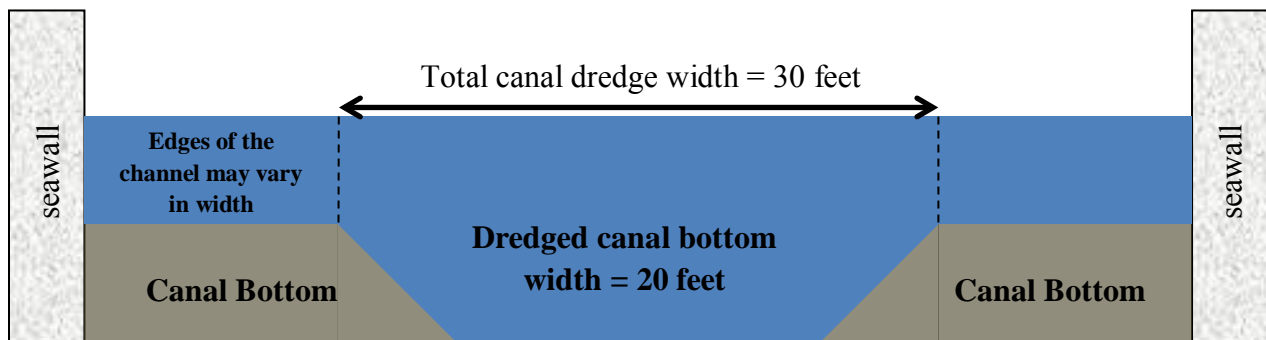 Total canal dredge width = 30 feet
seawall
Edges of the
channel may vary
in width
seawall
Dredged canal bottom
width = 20 feet
Canal Bottom
Canal Bottom